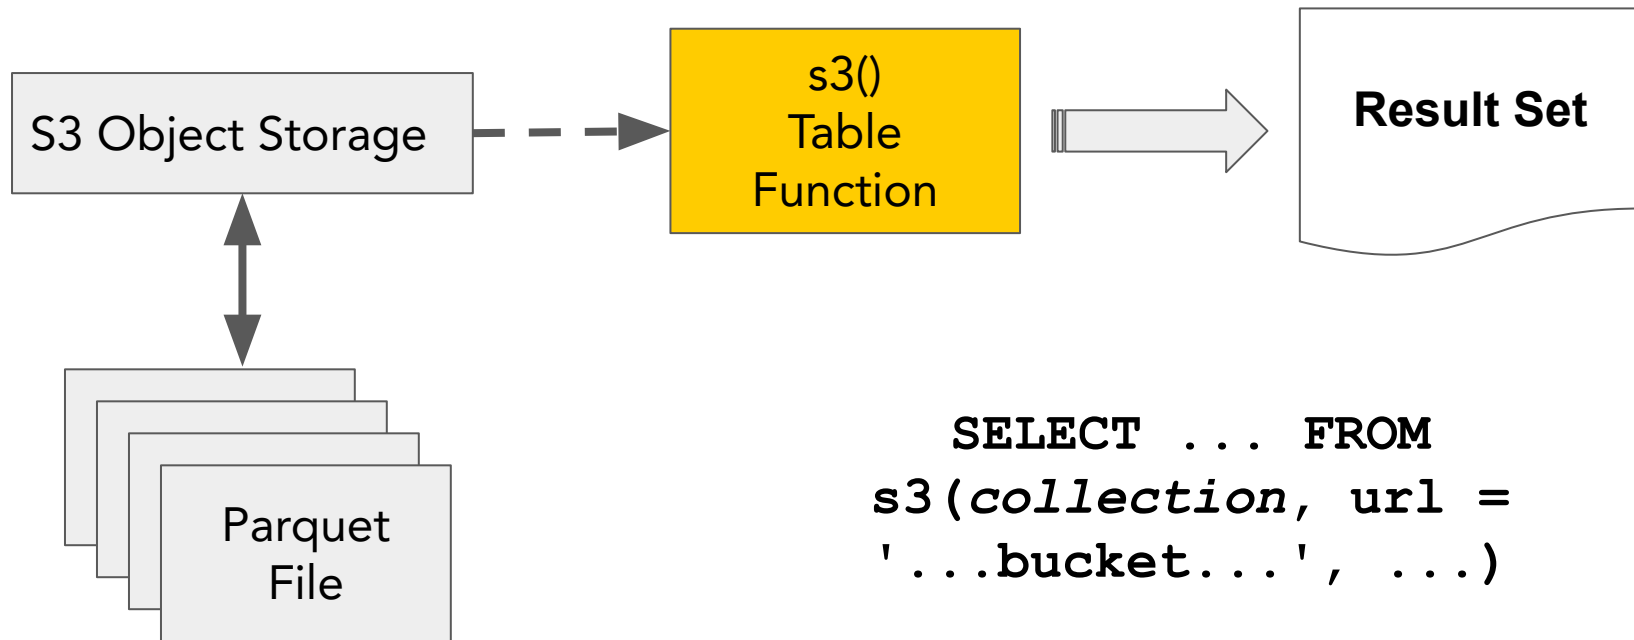 S3 Object Storage
s3()
Table
Function
Result Set
Parquet
File
SELECT ... FROM
s3(collection, url =
'...bucket...', ...)